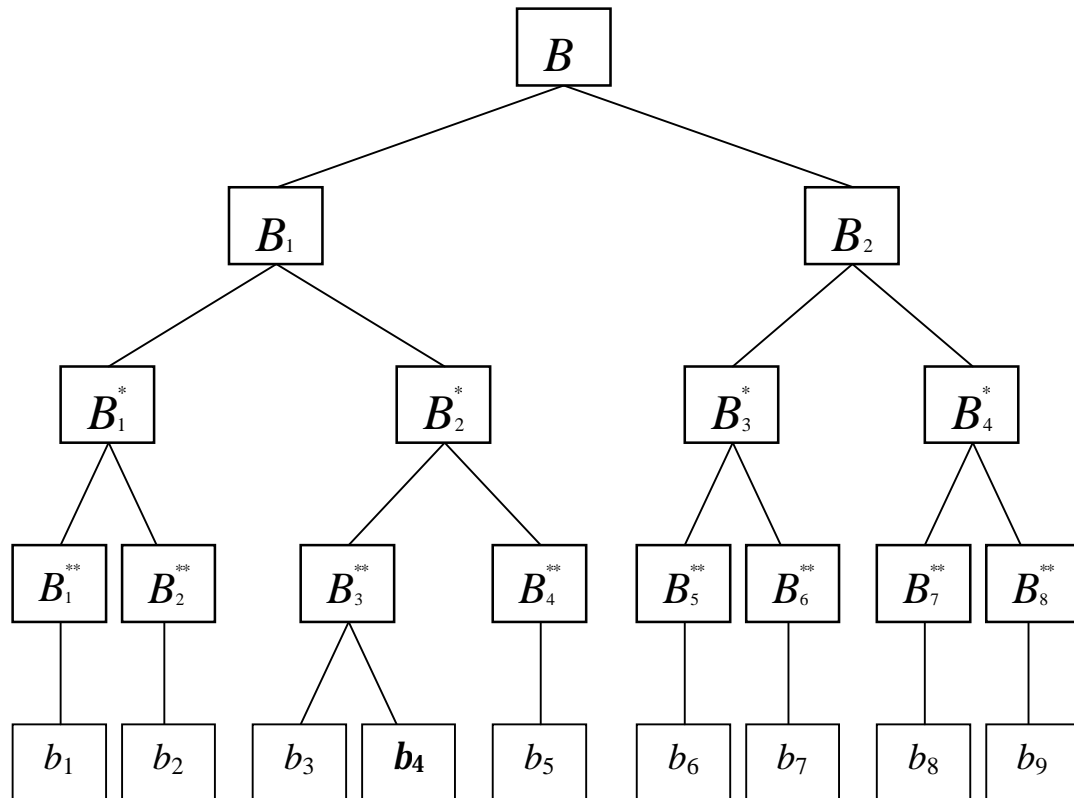 B
B₁ B₂
B₁* B₂* B₃* B₄*
B₁** B₂** B₃** B₄** B₅** B₆** B₇** B₈**
b₁ b₂ b₃ b₄ b₅ b₆ b₇ b₈ b₉